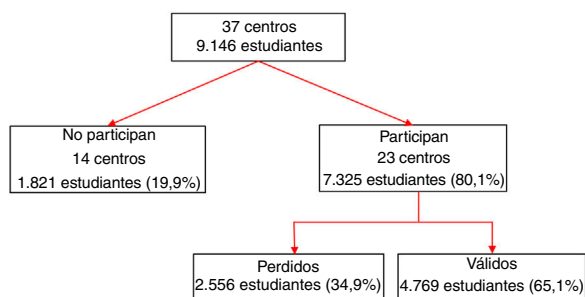 37 centros
9.146 estudiantes
No participan
14 centros
1.821 estudiantes (19,9%)
Participan
23 centros
7.325 estudiantes (80,1%)
Perdidos
2.556 estudiantes (34,9%)
Válidos
4.769 estudiantes (65,1%)